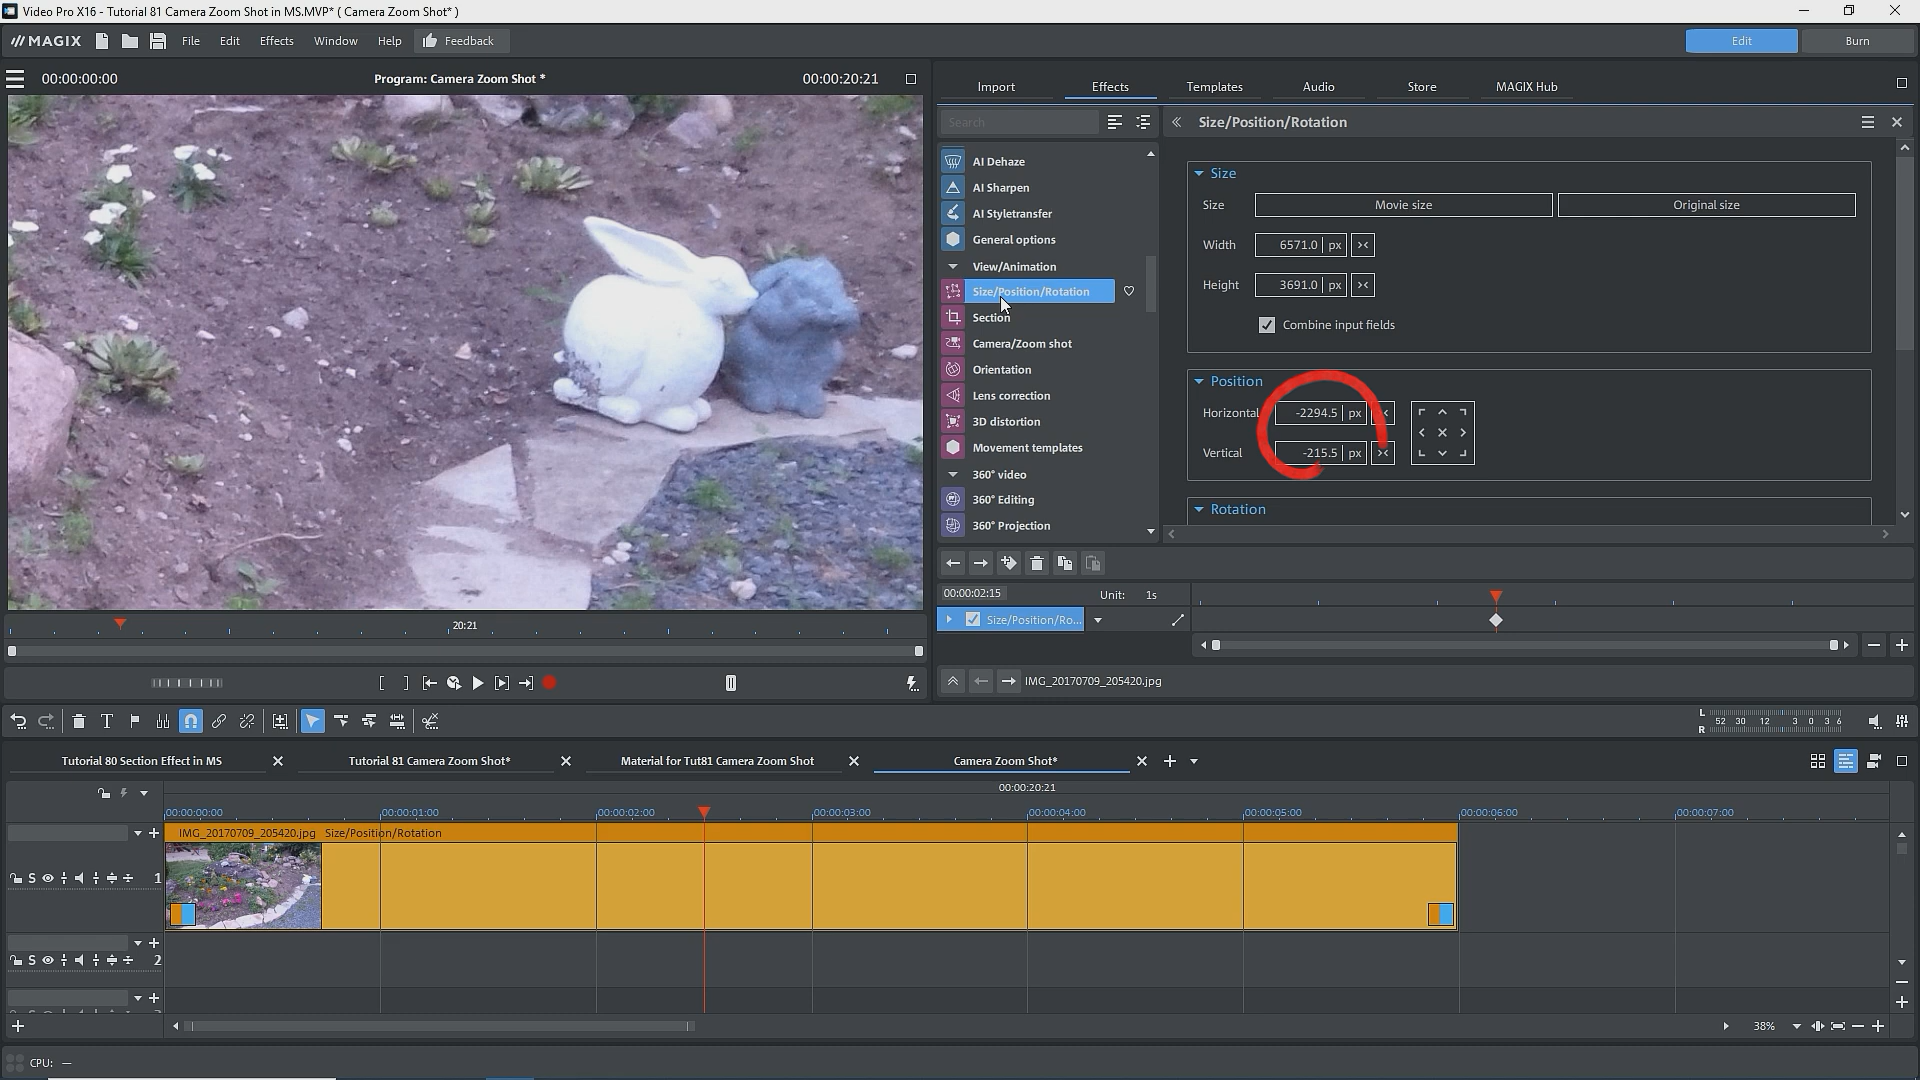 Video Pro X16 - Tutorial 81 Camera Zoom Shot in MS.MVP* ( Camera Zoom Shot* )
MAGIX File Edit Effects Window Help Feedback Edit Burn
00:00:00:00 Program: Camera Zoom Shot * 00:00:20:21
Import Effects Templates Audio Store MAGIX Hub
Search
Size/Position/Rotation
AI Dehaze
AI Sharpen
AI Styletransfer
General options
View/Animation
Size/Position/Rotation
Section
Camera/Zoom shot
Orientation
Lens correction
3D distortion
Movement templates
360° video
360° Editing
360° Projection
Size
Size Movie size Original size
Width 6571.0 px
Height 3691.0 px
Combine input fields
Position
Horizontal -2294.5 px
Vertical -215.5 px
Rotation
00:00:02:15 Unit: 1s
Size/Position/Ro...
20:21
IMG_20170709_205420.jpg
L 52 30 12 3 0 3 6
R
Tutorial 80 Section Effect in MS Tutorial 81 Camera Zoom Shot* Material for Tut81 Camera Zoom Shot Camera Zoom Shot*
00:00:20:21
00:00:00:00 00:00:01:00 00:00:02:00 00:00:03:00 00:00:04:00 00:00:05:00 00:00:06:00 00:00:07:00
IMG_20170709_205420.jpg Size/Position/Rotation
S 1
S 2
38%
CPU: —